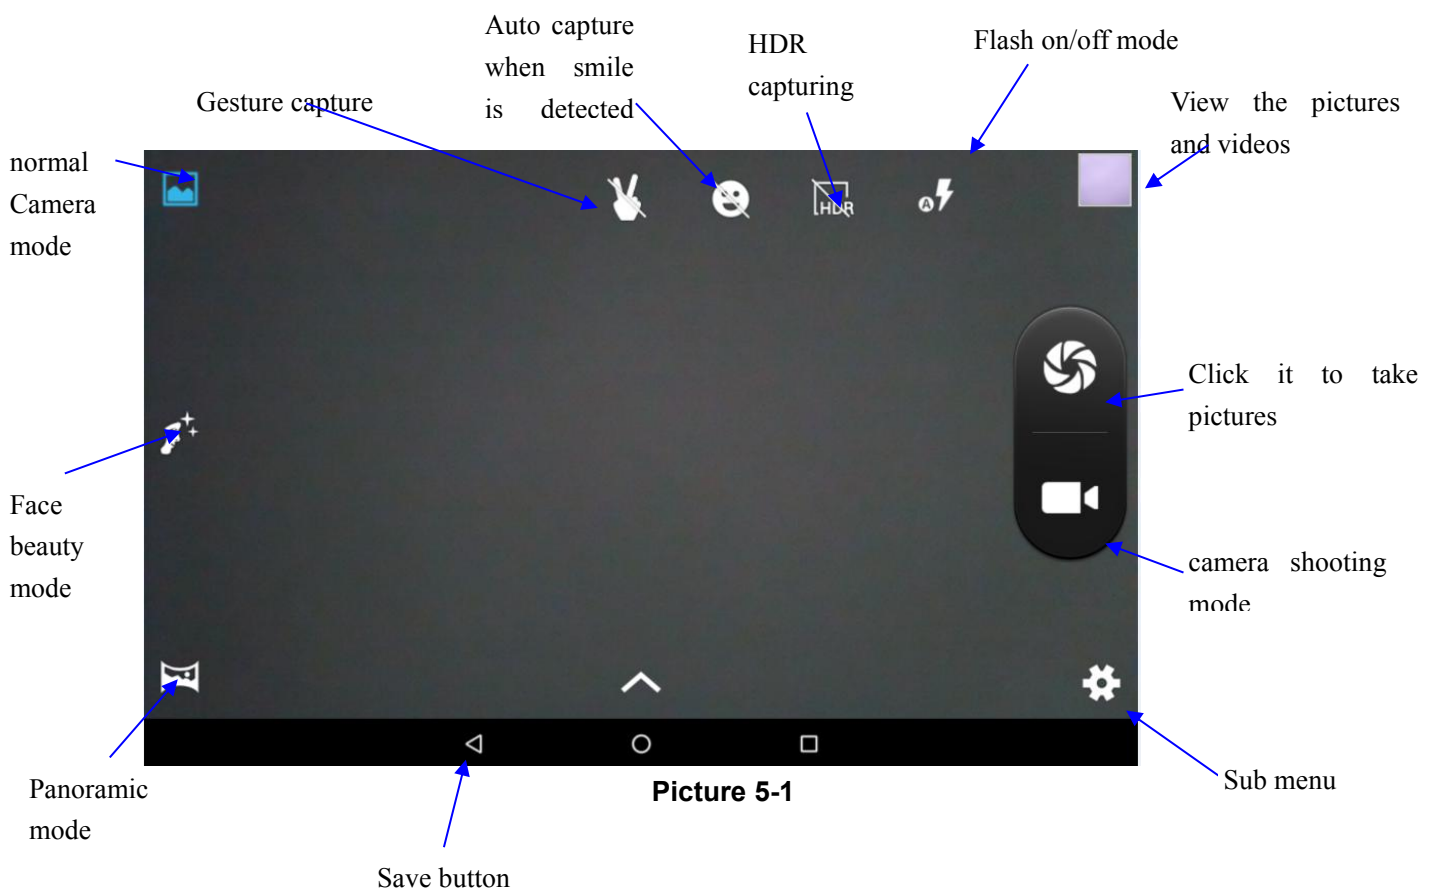 Auto capture
when smile
is detected
HDR
capturing
Flash on/off mode
Gesture capture
View the pictures
and videos
normal
Camera
mode
HDR
A
Click it to take
pictures
Face
beauty
mode
camera shooting
mode
Panoramic
mode
Picture 5-1
Sub menu
Save button